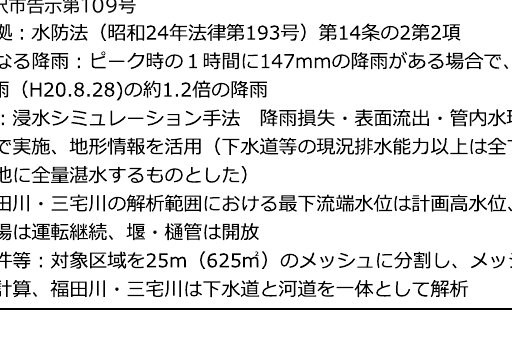 沢市告示第109号
拠：水防法（昭和24年法律第193号）第14条の2第2項
なる降雨：ピーク時の１時間に147mmの降雨がある場合で、
雨（H20.8.28)の約1.2倍の降雨
：浸水シミュレーション手法　降雨損失・表面流出・管内水理
で実施、地形情報を活用（下水道等の現況排水能力以上は全て
地に全量湛水するものとした）
田川・三宅川の解析範囲における最下流端水位は計画高水位、
場は運転継続、堰・樋管は開放
件等：対象区域を25m（625㎡）のメッシュに分割し、メッシ
計算、福田川・三宅川は下水道と河道を一体として解析